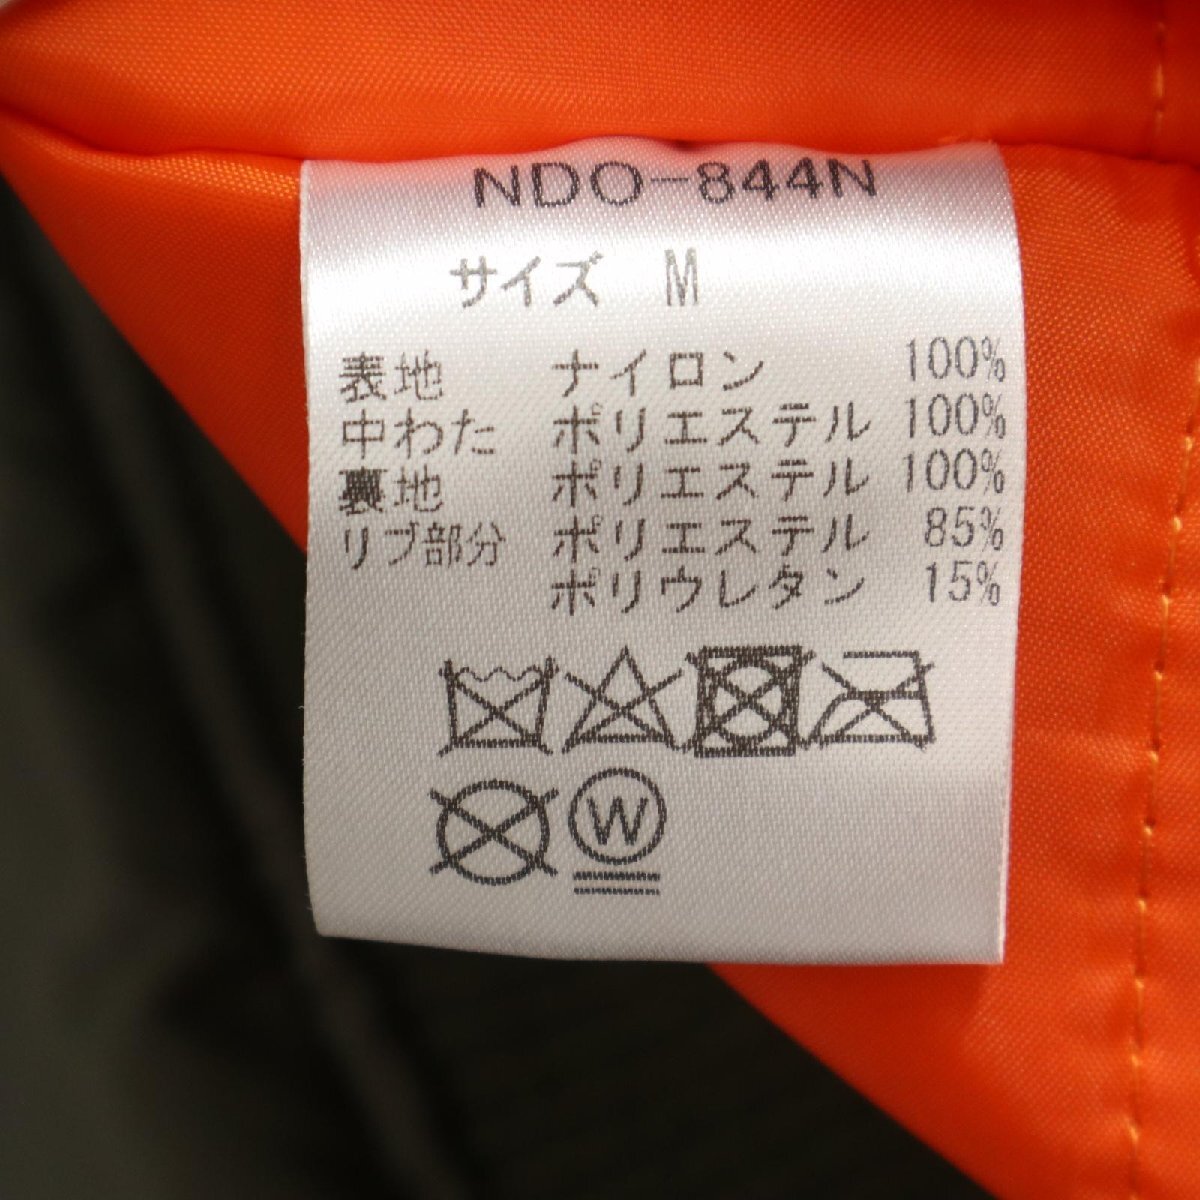 NDO-844N
サイズ M
表地 ナイロン 100%
中わた ポリエステル 100%
裏地 ポリエステル 100%
リブ部分 ポリエステル 85%
ポリウレタン 15%
W